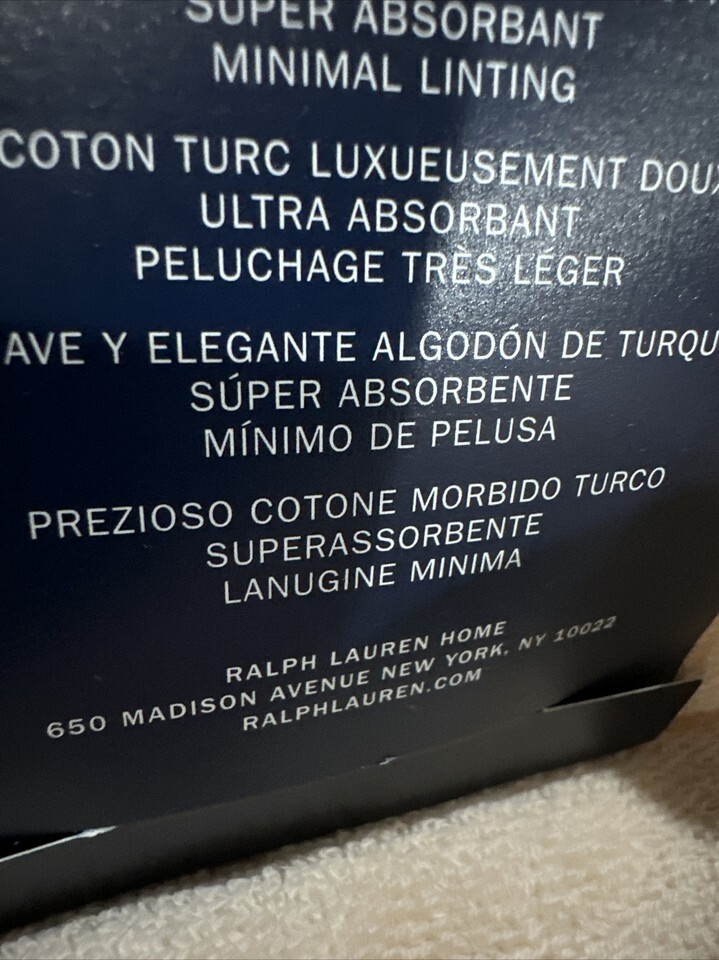 SUPER ABSORBANT
MINIMAL LINTING
COTON TURC LUXUEUSEMENT DOUX
ULTRA ABSORBANT
PELUCHAGE TRÈS LÉGER
AVE Y ELEGANTE ALGODÓN DE TURQU
SÚPER ABSORBENTE
MÍNIMO DE PELUSA
PREZIOSO COTONE MORBIDO TURCO
SUPERASSORBENTE
LANUGINE MINIMA
RALPH LAUREN HOME
650 MADISON AVENUE NEW YORK, NY 10022
RALPHLAUREN.COM